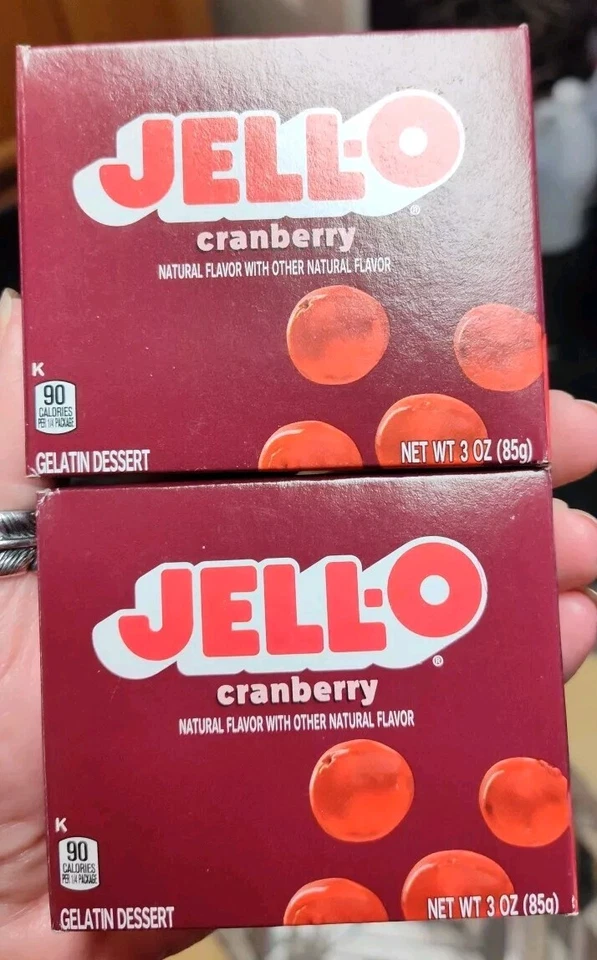 JELL-O
®
cranberry
NATURAL FLAVOR WITH OTHER NATURAL FLAVOR
K
90
CALORIES
PER 1/4 PACKAGE
GELATIN DESSERT
NET WT 3 OZ (85g)
JELL-O
®
cranberry
NATURAL FLAVOR WITH OTHER NATURAL FLAVOR
K
90
CALORIES
PER 1/4 PACKAGE
GELATIN DESSERT
NET WT 3 OZ (85g)